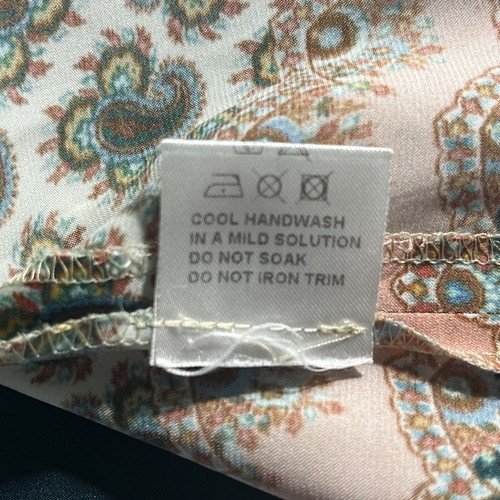 COOL HANDWASH
IN A MILD SOLUTION
DO NOT SOAK
DO NOT IRON TRIM